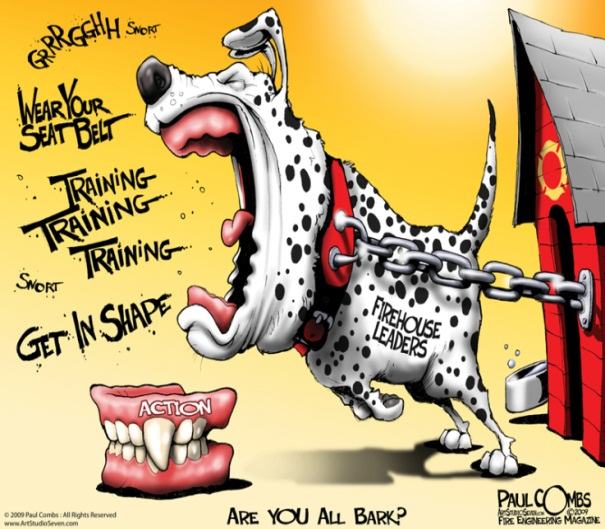 GRRRGGHH SNORT
WEAR YOUR
SEAT BELT
TRAINING
TRAINING
TRAINING
SNORT
GET IN SHAPE
FIREHOUSE
LEADERS
ACTION
ARE YOU ALL BARK?
© 2009 Paul Combs : All Rights Reserved
www.ArtStudioSeven.com
PAUL COMBS
ARTSTUDIOSEVEN.COM ©2009
FIRE ENGINEERING MAGAZINE